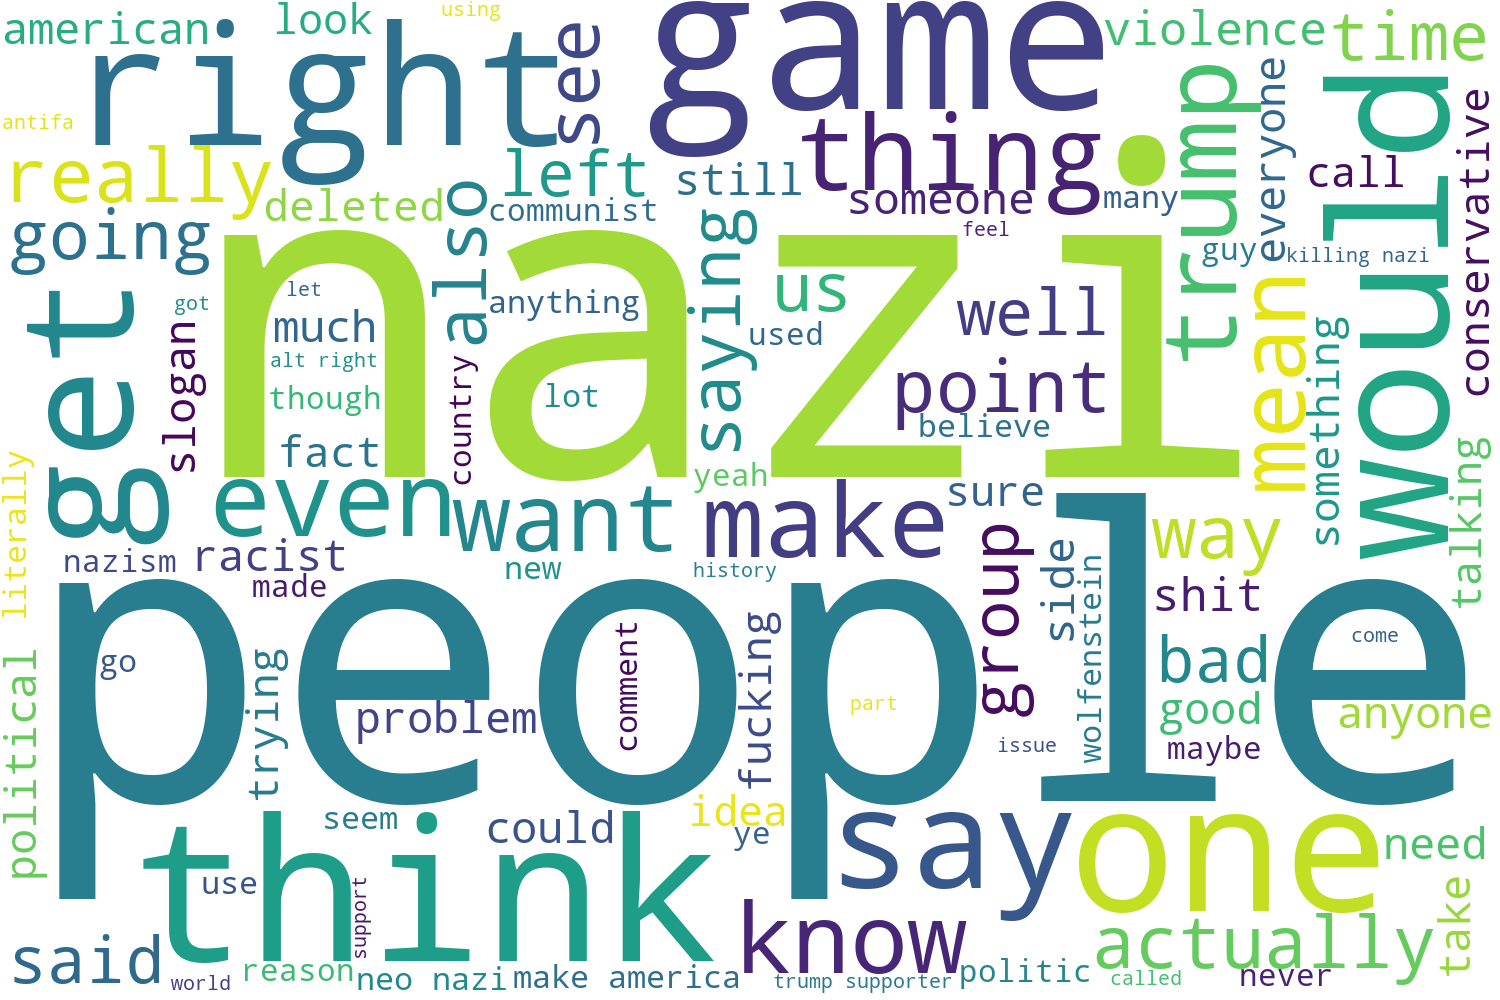 using
american
look
right
see
game
violence
time
antifa
really
deleted
left
still
thing
someone
many
trump
everyone
would
call
conservative
going
also
communist
saying
us
feel
guy
killing nazi
nazi
get
got
let
slogan
much
alt right
though
anything
used
well
point
mean
something
country
lot
fact
believe
literally
even
want
yeah
make
sure
way
talking
nazism
racist
made
new
history
group
side
wolfenstein
shit
people
political
go
trying
problem
comment
fucking
part
issue
bad
good
maybe
come
anyone
seem
could
idea
ye
say
one
need
think
use
support
know
actually
take
said
world
reason
neo nazi
make america
trump supporter
politic
called
never